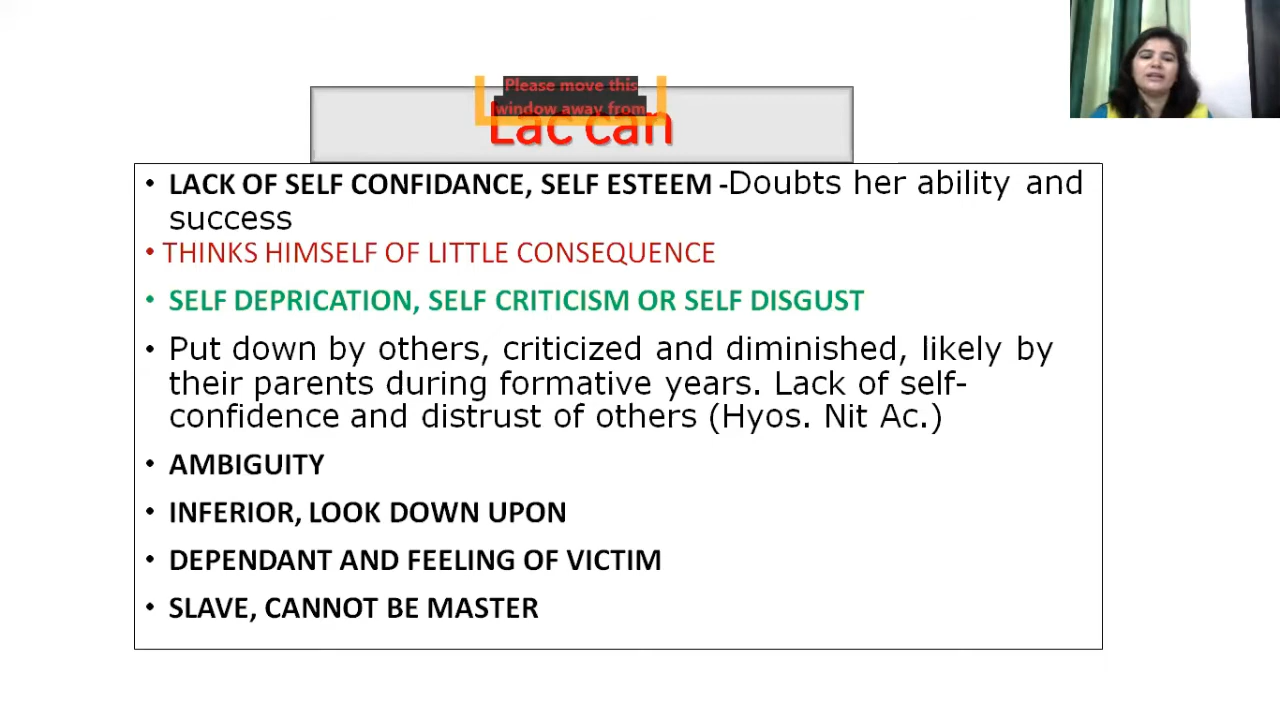 Please move this
window away from
Lac can
• LACK OF SELF CONFIDANCE, SELF ESTEEM -Doubts her ability and
success
• THINKS HIMSELF OF LITTLE CONSEQUENCE
• SELF DEPRICATION, SELF CRITICISM OR SELF DISGUST
• Put down by others, criticized and diminished, likely by
their parents during formative years. Lack of self-
confidence and distrust of others (Hyos. Nit Ac.)
• AMBIGUITY
• INFERIOR, LOOK DOWN UPON
• DEPENDANT AND FEELING OF VICTIM
• SLAVE, CANNOT BE MASTER